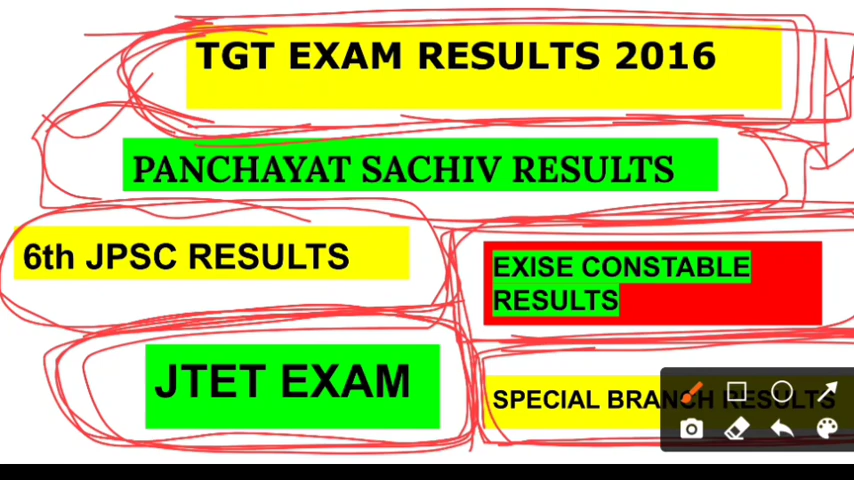 TGT EXAM RESULTS 2016
PANCHAYAT SACHIV RESULTS
6th JPSC RESULTS
EXISE CONSTABLE
RESULTS
JTET EXAM
SPECIAL BRANCH RESULTS